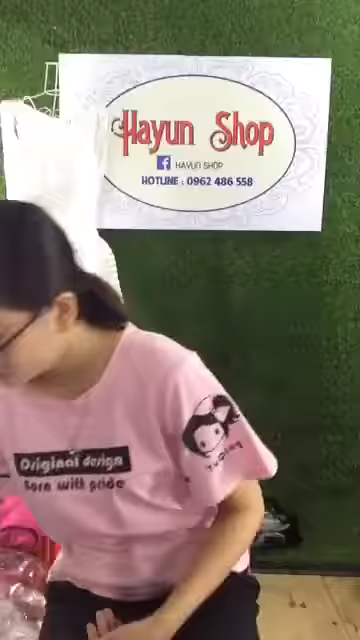 Hayun Shop
f HAYUN SHOP
HOTLINE : 0962 486 558
Original design
Born with pride